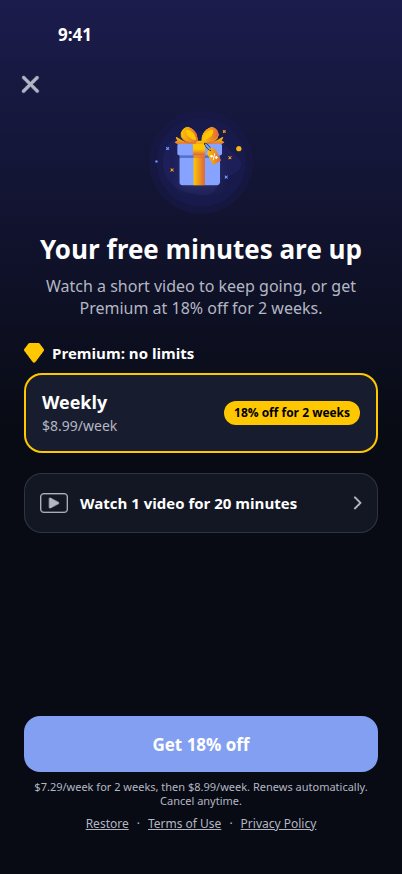 9:41
Your free minutes are up
Watch a short video to keep going, or get
Premium at 18% off for 2 weeks.
Premium: no limits
Weekly
$8.99/week
18% off for 2 weeks
Watch 1 video for 20 minutes
Get 18% off
$7.29/week for 2 weeks, then $8.99/week. Renews automatically.
Cancel anytime.
Restore · Terms of Use · Privacy Policy